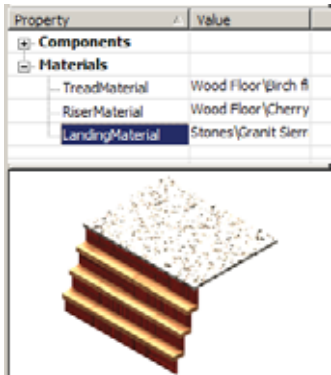 Property Value
Components
Materials
TreadMaterial Wood Floor\Birch fl
RiserMaterial Wood Floor\Cherry
LandingMaterial Stones\Granit Sierr